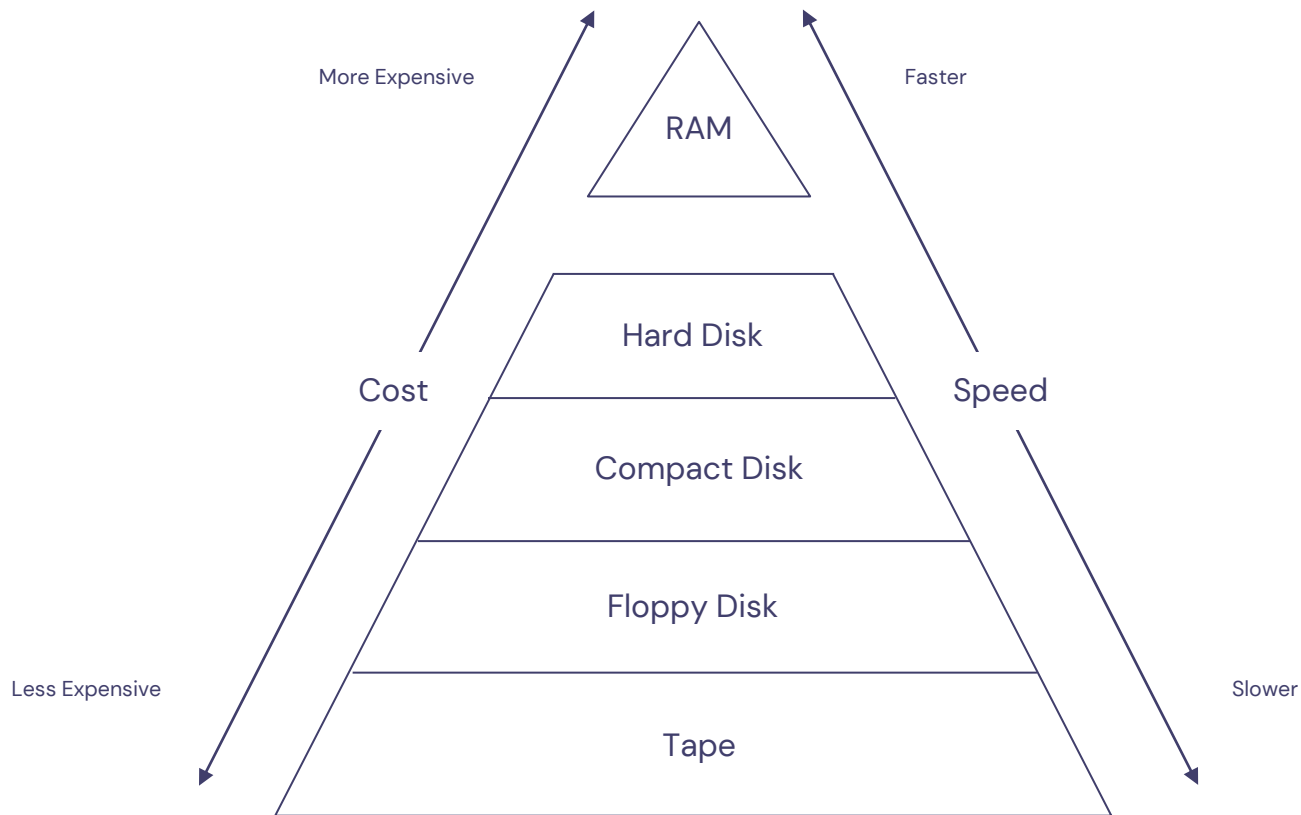 More Expensive
Faster
RAM
Hard Disk
Cost
Speed
Compact Disk
Floppy Disk
Less Expensive
Slower
Tape